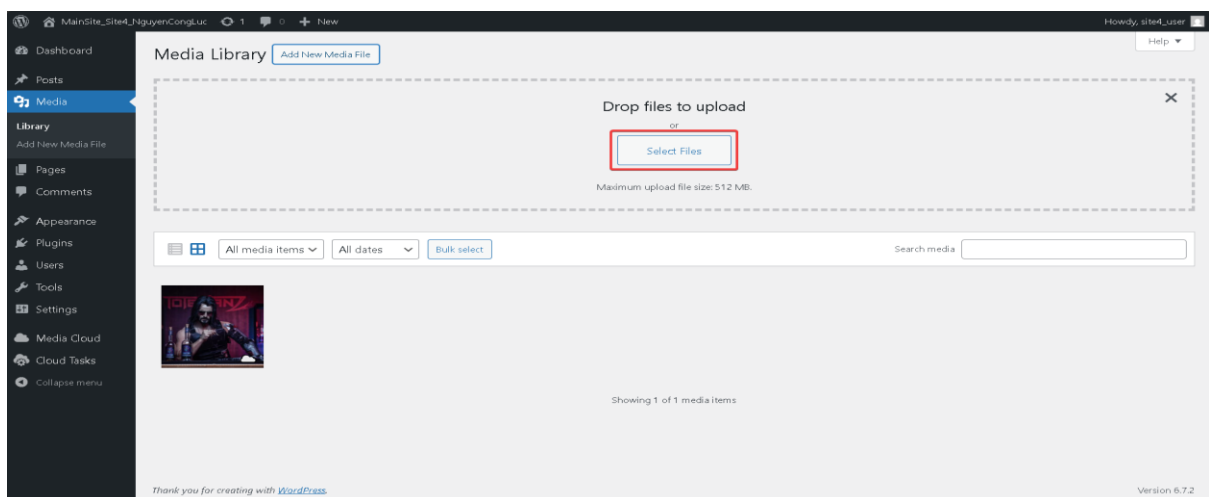 MainSite_Site4_NguyenCongLuc 1 0 + New Howdy, site4_user
Help
Dashboard
Posts
Media
Library
Add New Media File
Pages
Comments
Appearance
Plugins
Users
Tools
Settings
Media Cloud
Cloud Tasks
Collapse menu
Media Library Add New Media File
Drop files to upload
or
Select Files
Maximum upload file size: 512 MB.
All media items All dates Bulk select Search media
Showing 1 of 1 media items
Thank you for creating with WordPress. Version 6.7.2